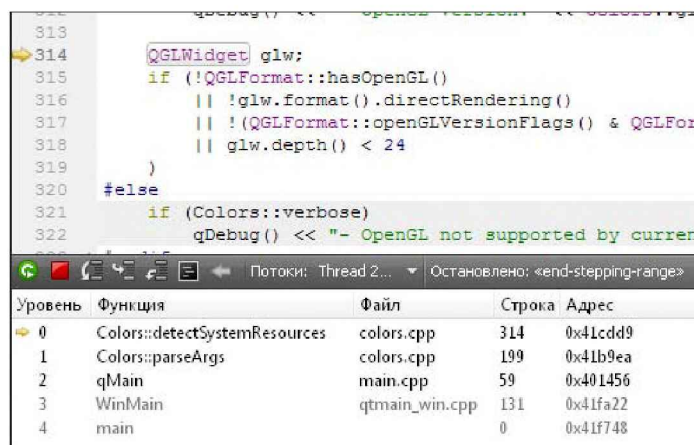 313
314 QGLWidget glw;
315 if (!QGLFormat::hasOpenGL()
316 || !glw.format().directRendering()
317 || !(QGLFormat::openGLVersionFlags() & QGLFor
318 || glw.depth() < 24
319 )
320 #else
321 if (Colors::verbose)
322 qDebug() << "- OpenGL not supported by curren
Потоки: Thread 2... Остановлено: «end-stepping-range»
Уровень Функция Файл Строка Адрес
0 Colors::detectSystemResources colors.cpp 314 0x41cdd9
1 Colors::parseArgs colors.cpp 199 0x41b9ea
2 qMain main.cpp 59 0x401456
3 WinMain qtmain_win.cpp 131 0x41fa22
4 main 0 0x41f748